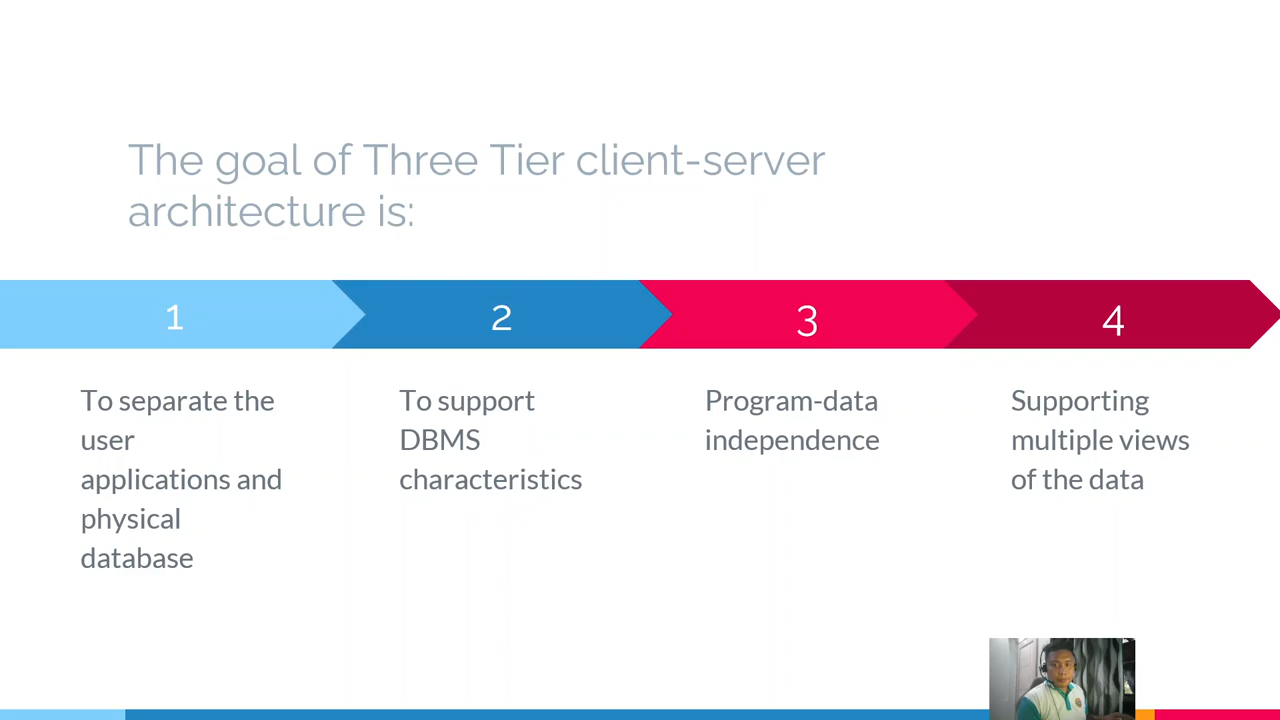 The goal of Three Tier client-server
architecture is:
1
2
3
4
To separate the
user
applications and
physical
database
To support
DBMS
characteristics
Program-data
independence
Supporting
multiple views
of the data